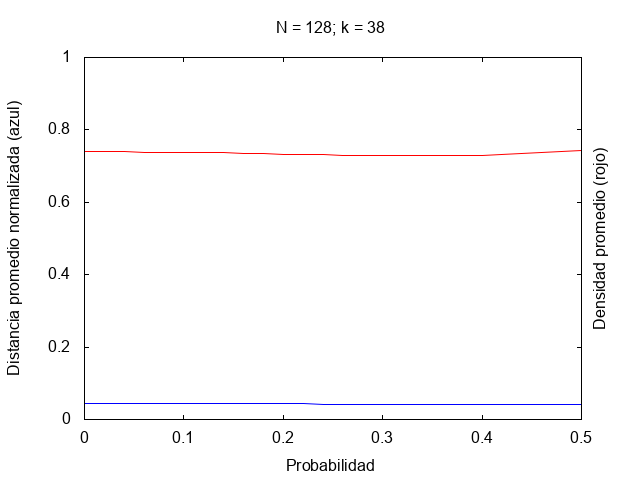 N = 128; k = 38
Distancia promedio normalizada (azul)
Densidad promedio (rojo)
1
0.8
0.6
0.4
0.2
0
0 0.1 0.2 0.3 0.4 0.5
Probabilidad